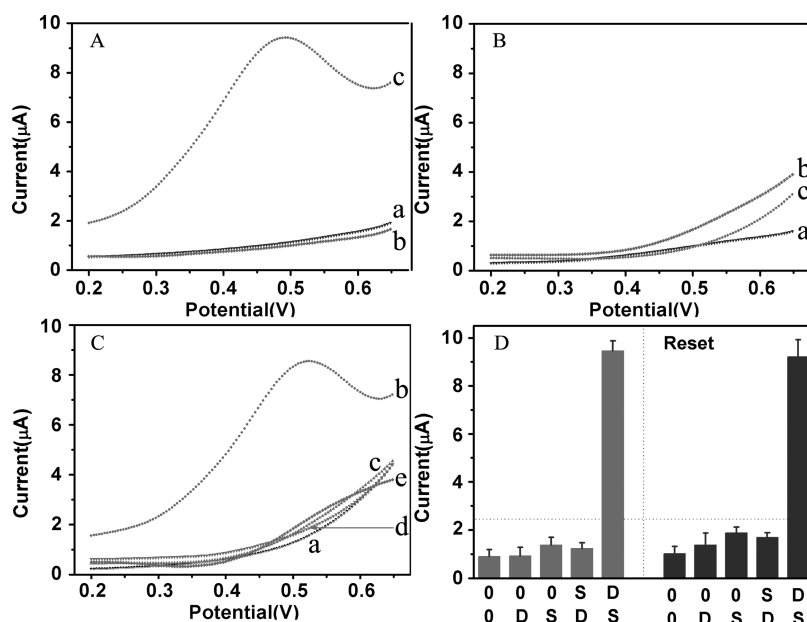 A
10
8
6
4
2
0
Current(μA)
c
a
b
0.2 0.3 0.4 0.5 0.6
Potential(V)
B
10
8
6
4
2
0
Current(μA)
b
c
a
0.2 0.3 0.4 0.5 0.6
Potential(V)
C
10
8
6
4
2
0
Current(μA)
b
c
e
d
a
0.2 0.3 0.4 0.5 0.6
Potential(V)
D
Reset
10
8
6
4
2
0
Current(μA)
0 0 0 S D 0 0 0 S D
0 D S D S 0 D S D S